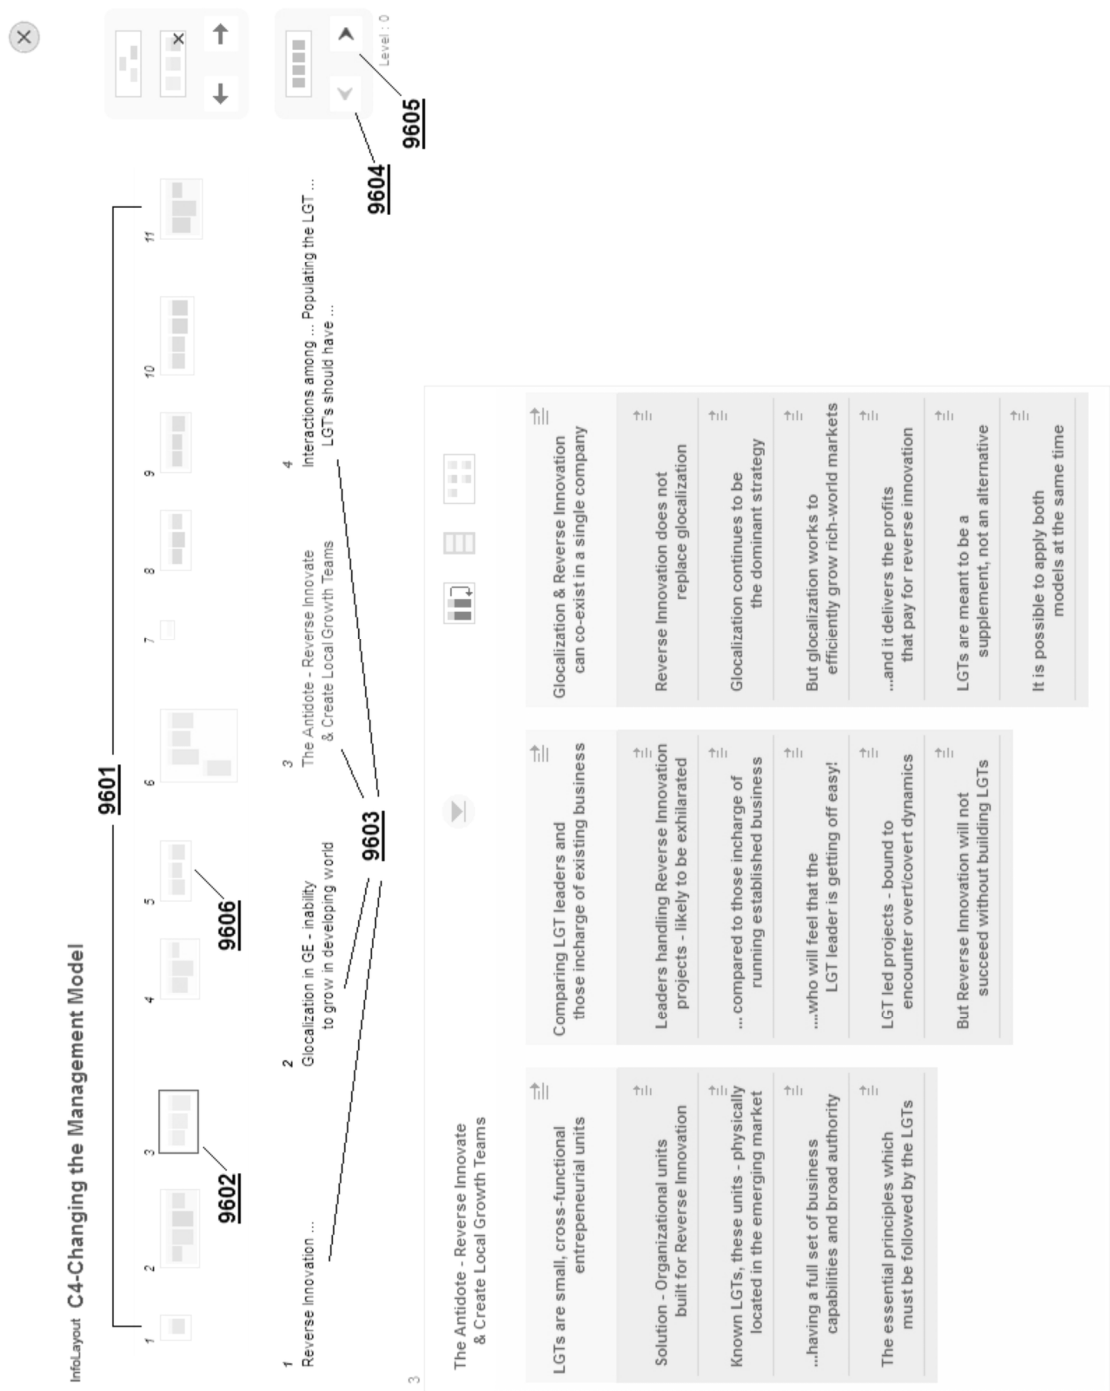 InfoLayout C4-Changing the Management Model
9601
1 2 3 4 5 6 7 8 9 10 11
9602
9606
1
Reverse Innovation ...
2
Glocalization in GE - inability
to grow in developing world
3
The Antidote - Reverse Innovate
& Create Local Growth Teams
4
Interactions among ... Populating the LGT ...
LGT's should have ...
9603
9604
9605
Level : 0
3
The Antidote - Reverse Innovate
& Create Local Growth Teams
LGTs are small, cross-functional
entrepeneurial units
Solution - Organizational units
built for Reverse Innovation
Known LGTs, these units - physically
located in the emerging market
...having a full set of business
capabilities and broad authority
The essential principles which
must be followed by the LGTs
Comparing LGT leaders and
those incharge of existing business
Leaders handling Reverse Innovation
projects - likely to be exhilarated
... compared to those incharge of
running established business
....who will feel that the
LGT leader is getting off easy!
LGT led projects - bound to
encounter overt/covert dynamics
But Reverse Innovation will not
succeed without building LGTs
Glocalization & Reverse Innovation
can co-exist in a single company
Reverse Innovation does not
replace glocalization
Glocalization continues to be
the dominant strategy
But glocalization works to
efficiently grow rich-world markets
...and it delivers the profits
that pay for reverse innovation
LGTs are meant to be a
supplement, not an alternative
It is possible to apply both
models at the same time